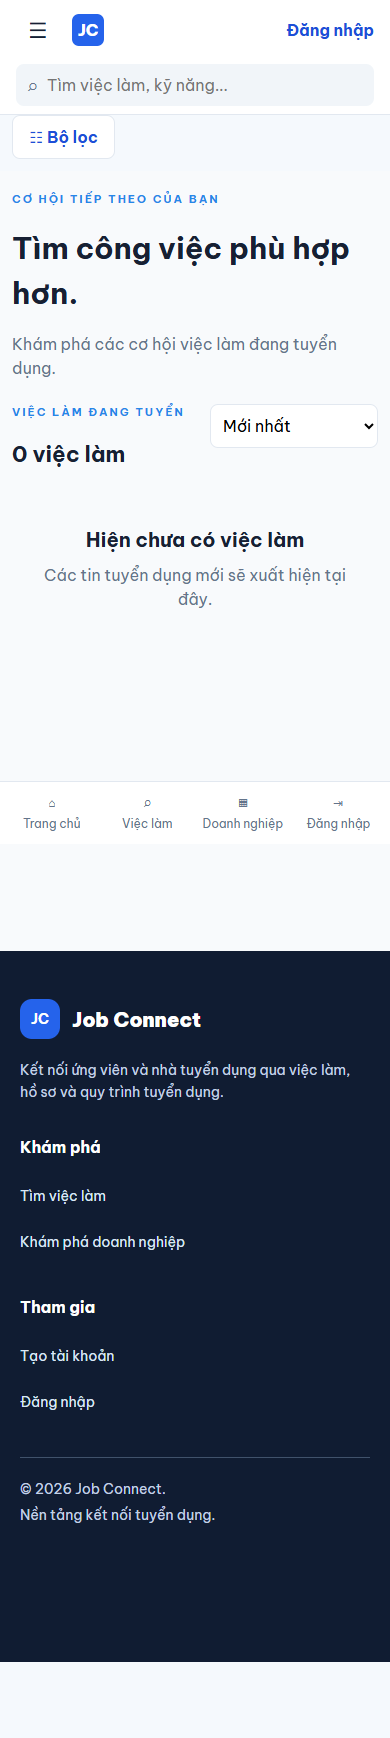 JC
Đăng nhập
Tìm việc làm, kỹ năng...
Bộ lọc
CƠ HỘI TIẾP THEO CỦA BẠN
Tìm công việc phù hợp
hơn.
Khám phá các cơ hội việc làm đang tuyển
dụng.
VIỆC LÀM ĐANG TUYỂN
Mới nhất
0 việc làm
Hiện chưa có việc làm
Các tin tuyển dụng mới sẽ xuất hiện tại
đây.
Trang chủ
Việc làm
Doanh nghiệp
Đăng nhập
JC
Job Connect
Kết nối ứng viên và nhà tuyển dụng qua việc làm,
hồ sơ và quy trình tuyển dụng.
Khám phá
Tìm việc làm
Khám phá doanh nghiệp
Tham gia
Tạo tài khoản
Đăng nhập
© 2026 Job Connect.
Nền tảng kết nối tuyển dụng.